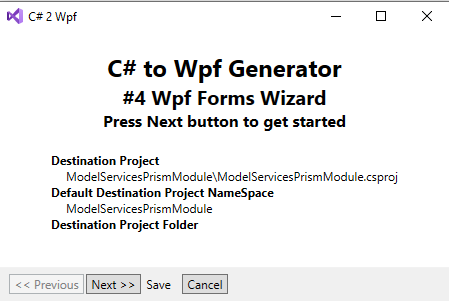 C# 2 Wpf
C# to Wpf Generator
#4 Wpf Forms Wizard
Press Next button to get started
Destination Project
ModelServicesPrismModule\ModelServicesPrismModule.csproj
Default Destination Project NameSpace
ModelServicesPrismModule
Destination Project Folder
<< Previous Next >> Save Cancel